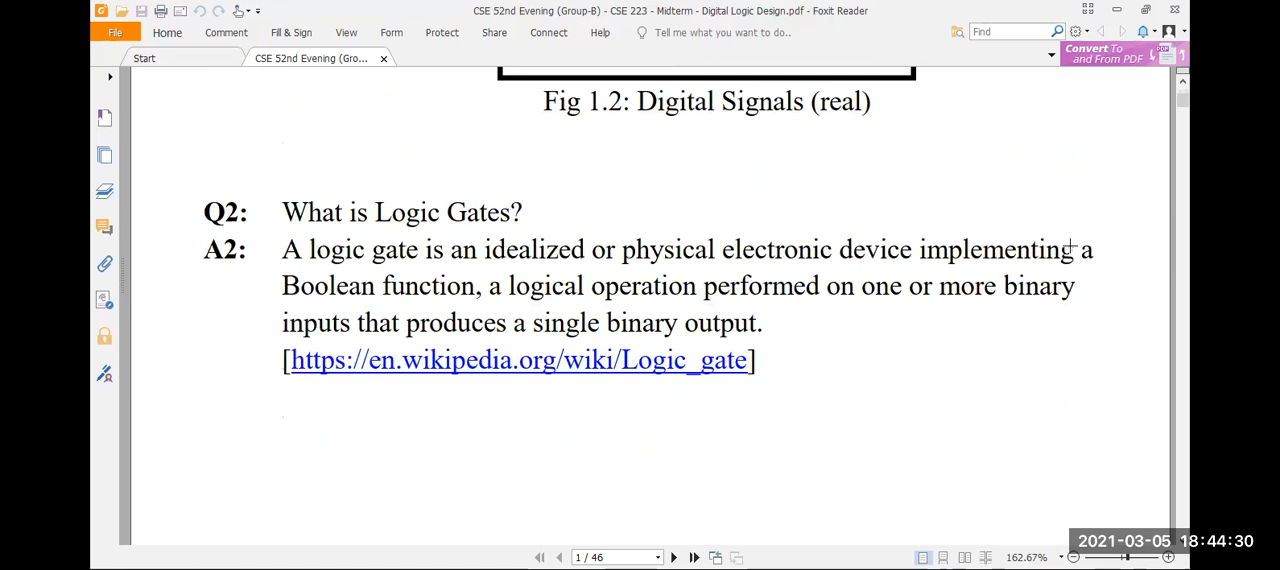 CSE 52nd Evening (Group-B) - CSE 223 - Midterm - Digital Logic Design.pdf - Foxit Reader
File Home Comment Fill & Sign View Form Protect Share Connect Help Tell me what you want to do.. Find
Start CSE 52nd Evening (Gro... Convert To and From PDF
Fig 1.2: Digital Signals (real)
Q2: What is Logic Gates?
A2: A logic gate is an idealized or physical electronic device implementing a
Boolean function, a logical operation performed on one or more binary
inputs that produces a single binary output.
[https://en.wikipedia.org/wiki/Logic_gate]
2021-03-05 18:44:30
1 / 46 162.67%